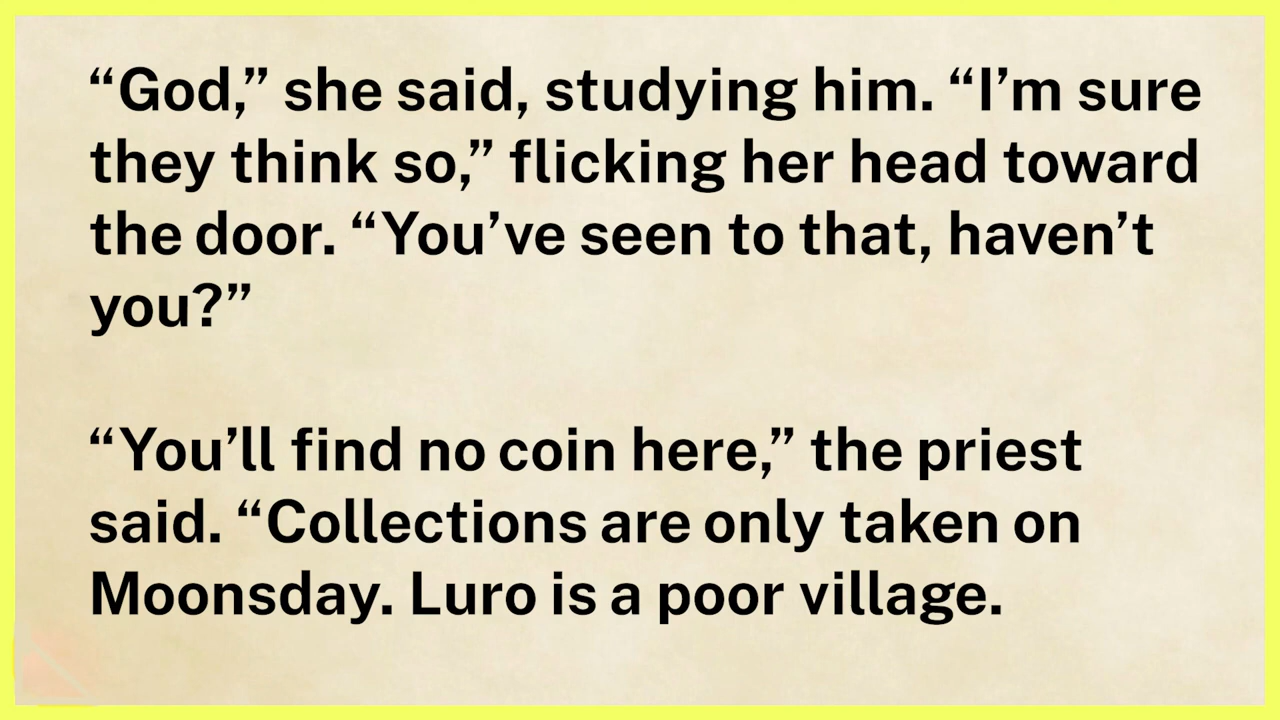 “God,” she said, studying him. “I’m sure
they think so,” flicking her head toward
the door. “You’ve seen to that, haven’t
you?”
“You’ll find no coin here,” the priest
said. “Collections are only taken on
Moonsday. Luro is a poor village.